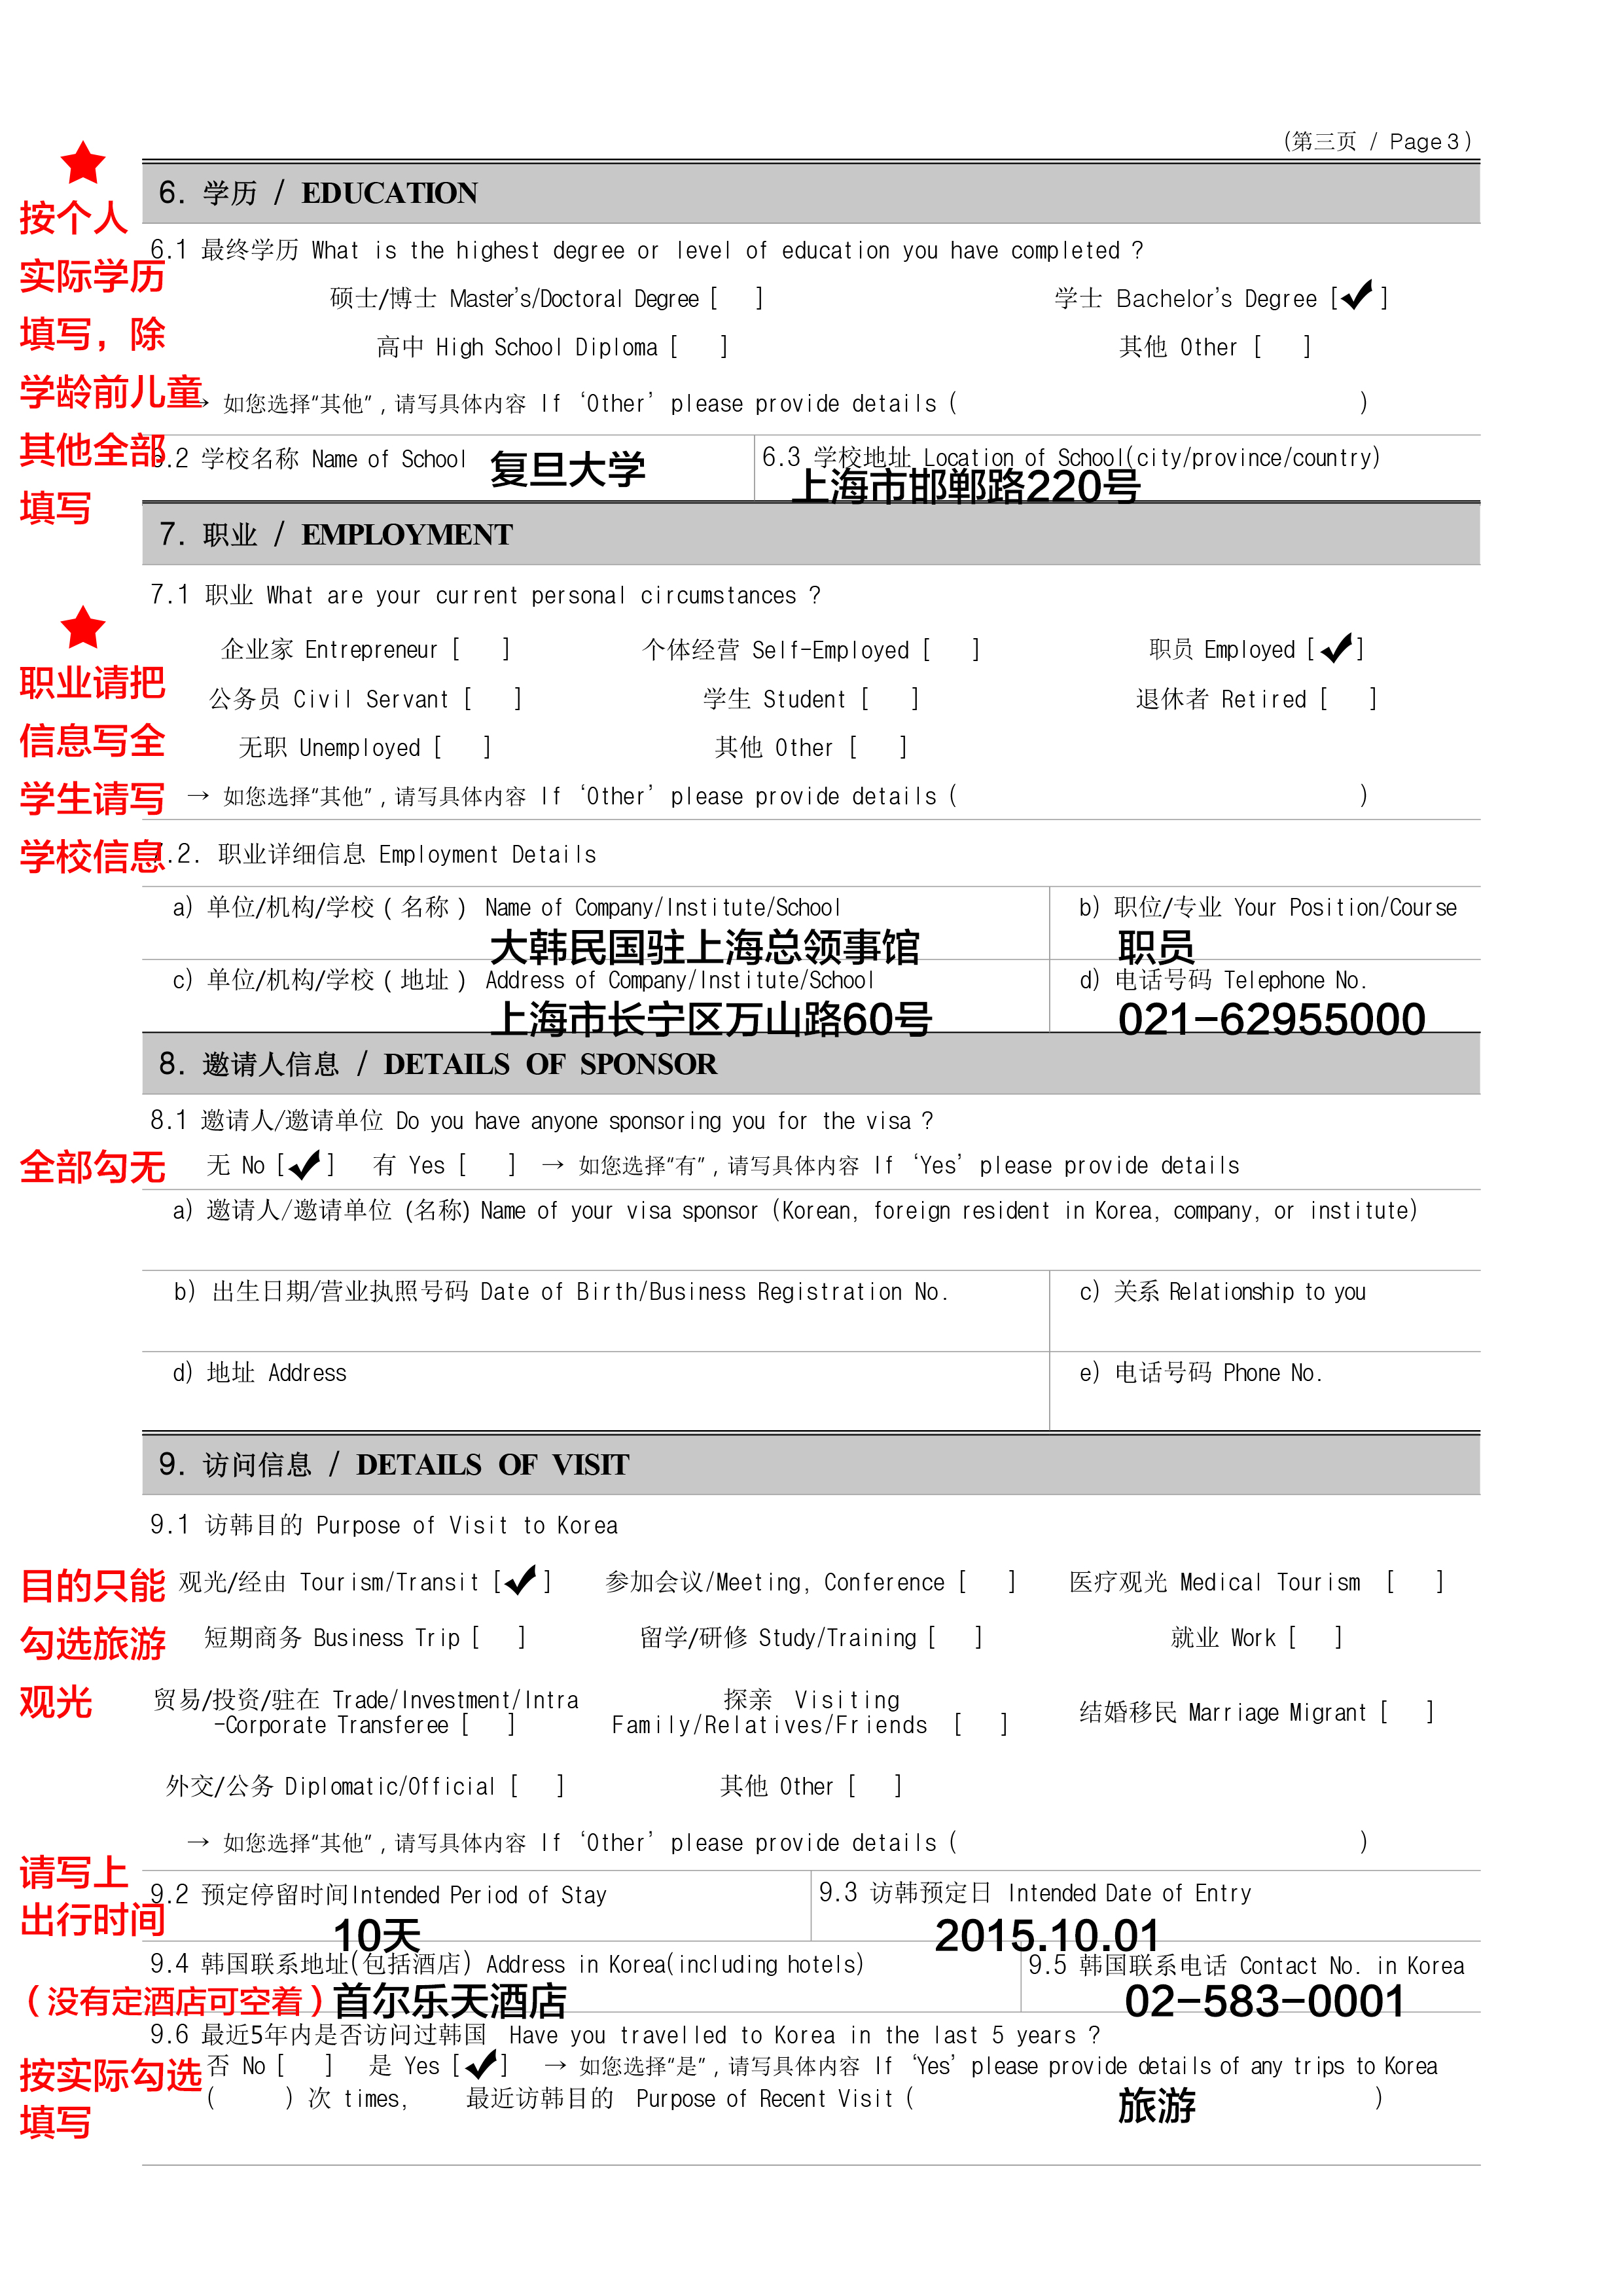 (第三页 / Page 3)
★
按个人
实际学历
填写，除
学龄前儿童
其他全部
填写
6. 学历 / EDUCATION
6.1 最终学历 What is the highest degree or level of education you have completed ?
硕士/博士 Master's/Doctoral Degree [ ] 学士 Bachelor's Degree [✓]
高中 High School Diploma [ ] 其他 Other [ ]
→ 如您选择“其他”，请写具体内容 If ‘Other’ please provide details ( )
6.2 学校名称 Name of School 复旦大学
6.3 学校地址 Location of School(city/province/country)
上海市邯郸路220号
7. 职业 / EMPLOYMENT
7.1 职业 What are your current personal circumstances ?
★
职业请把
信息写全
学生请写
学校信息
企业家 Entrepreneur [ ] 个体经营 Self-Employed [ ] 职员 Employed [✓]
公务员 Civil Servant [ ] 学生 Student [ ] 退休者 Retired [ ]
无职 Unemployed [ ] 其他 Other [ ]
→ 如您选择“其他”，请写具体内容 If ‘Other’ please provide details ( )
7.2. 职业详细信息 Employment Details
a) 单位/机构/学校 ( 名称 ) Name of Company/Institute/School
大韩民国驻上海总领事馆
b) 职位/专业 Your Position/Course
职员
c) 单位/机构/学校 ( 地址 ) Address of Company/Institute/School
上海市长宁区万山路60号
d) 电话号码 Telephone No.
021-62955000
8. 邀请人信息 / DETAILS OF SPONSOR
8.1 邀请人/邀请单位 Do you have anyone sponsoring you for the visa ?
全部勾无
无 No [✓] 有 Yes [ ] → 如您选择“有”，请写具体内容 If ‘Yes’ please provide details
a) 邀请人/邀请单位 (名称) Name of your visa sponsor (Korean, foreign resident in Korea, company, or institute)
b) 出生日期/营业执照号码 Date of Birth/Business Registration No.
c) 关系 Relationship to you
d) 地址 Address
e) 电话号码 Phone No.
9. 访问信息 / DETAILS OF VISIT
9.1 访韩目的 Purpose of Visit to Korea
目的只能
勾选旅游
观光
观光/经由 Tourism/Transit [✓] 参加会议/Meeting, Conference [ ] 医疗观光 Medical Tourism [ ]
短期商务 Business Trip [ ] 留学/研修 Study/Training [ ] 就业 Work [ ]
贸易/投资/驻在 Trade/Investment/Intra
-Corporate Transferee [ ]
探亲 Visiting
Family/Relatives/Friends [ ]
结婚移民 Marriage Migrant [ ]
外交/公务 Diplomatic/Official [ ] 其他 Other [ ]
→ 如您选择“其他”，请写具体内容 If ‘Other’ please provide details ( )
请写上
出行时间
9.2 预定停留时间Intended Period of Stay
10天
9.3 访韩预定日 Intended Date of Entry
2015.10.01
9.4 韩国联系地址(包括酒店) Address in Korea(including hotels)
（没有定酒店可空着）首尔乐天酒店
9.5 韩国联系电话 Contact No. in Korea
02-583-0001
9.6 最近5年内是否访问过韩国 Have you travelled to Korea in the last 5 years ?
按实际勾选
填写
否 No [ ] 是 Yes [✓] → 如您选择“是”，请写具体内容 If ‘Yes’ please provide details of any trips to Korea
( ) 次 times, 最近访韩目的 Purpose of Recent Visit ( 旅游 )